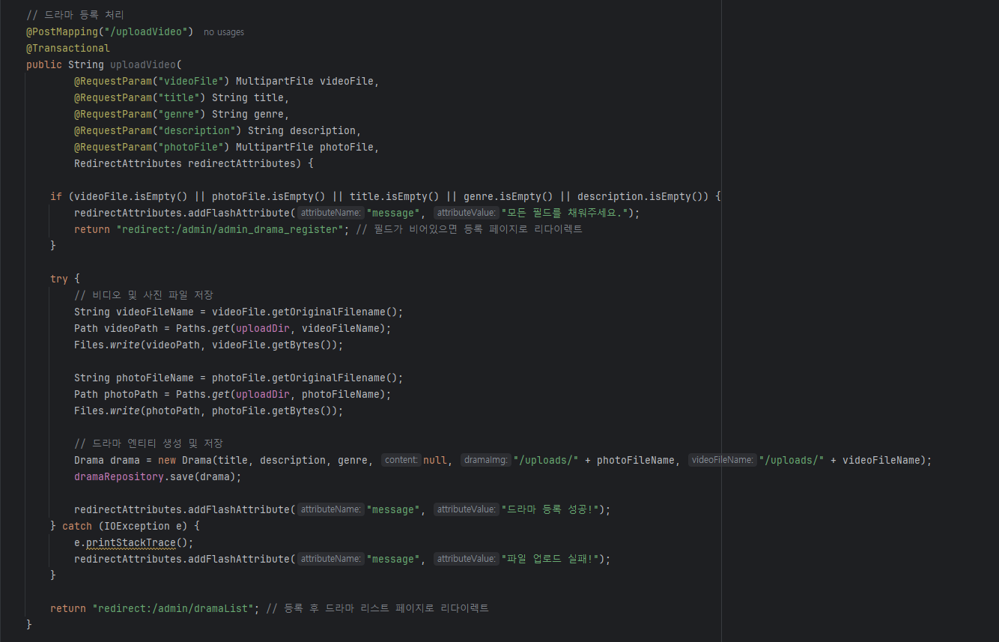 // 드라마 등록 처리
@PostMapping("/uploadVideo") no usages
@Transactional
public String uploadVideo(
@RequestParam("videoFile") MultipartFile videoFile,
@RequestParam("title") String title,
@RequestParam("genre") String genre,
@RequestParam("description") String description,
@RequestParam("photoFile") MultipartFile photoFile,
RedirectAttributes redirectAttributes) {
if (videoFile.isEmpty() || photoFile.isEmpty() || title.isEmpty() || genre.isEmpty() || description.isEmpty()) {
redirectAttributes.addFlashAttribute( attributeName: "message", attributeValue: "모든 필드를 채워주세요.");
return "redirect:/admin/admin_drama_register"; // 필드가 비어있으면 등록 페이지로 리다이렉트
}
try {
// 비디오 및 사진 파일 저장
String videoFileName = videoFile.getOriginalFilename();
Path videoPath = Paths.get(uploadDir, videoFileName);
Files.write(videoPath, videoFile.getBytes());
String photoFileName = photoFile.getOriginalFilename();
Path photoPath = Paths.get(uploadDir, photoFileName);
Files.write(photoPath, photoFile.getBytes());
// 드라마 엔티티 생성 및 저장
Drama drama = new Drama(title, description, genre, content: null, dramaImg: "/uploads/" + photoFileName, videoFileName: "/uploads/" + videoFileName);
dramaRepository.save(drama);
redirectAttributes.addFlashAttribute( attributeName: "message", attributeValue: "드라마 등록 성공!");
} catch (IOException e) {
e.printStackTrace();
redirectAttributes.addFlashAttribute( attributeName: "message", attributeValue: "파일 업로드 실패!");
}
return "redirect:/admin/dramaList"; // 등록 후 드라마 리스트 페이지로 리다이렉트
}